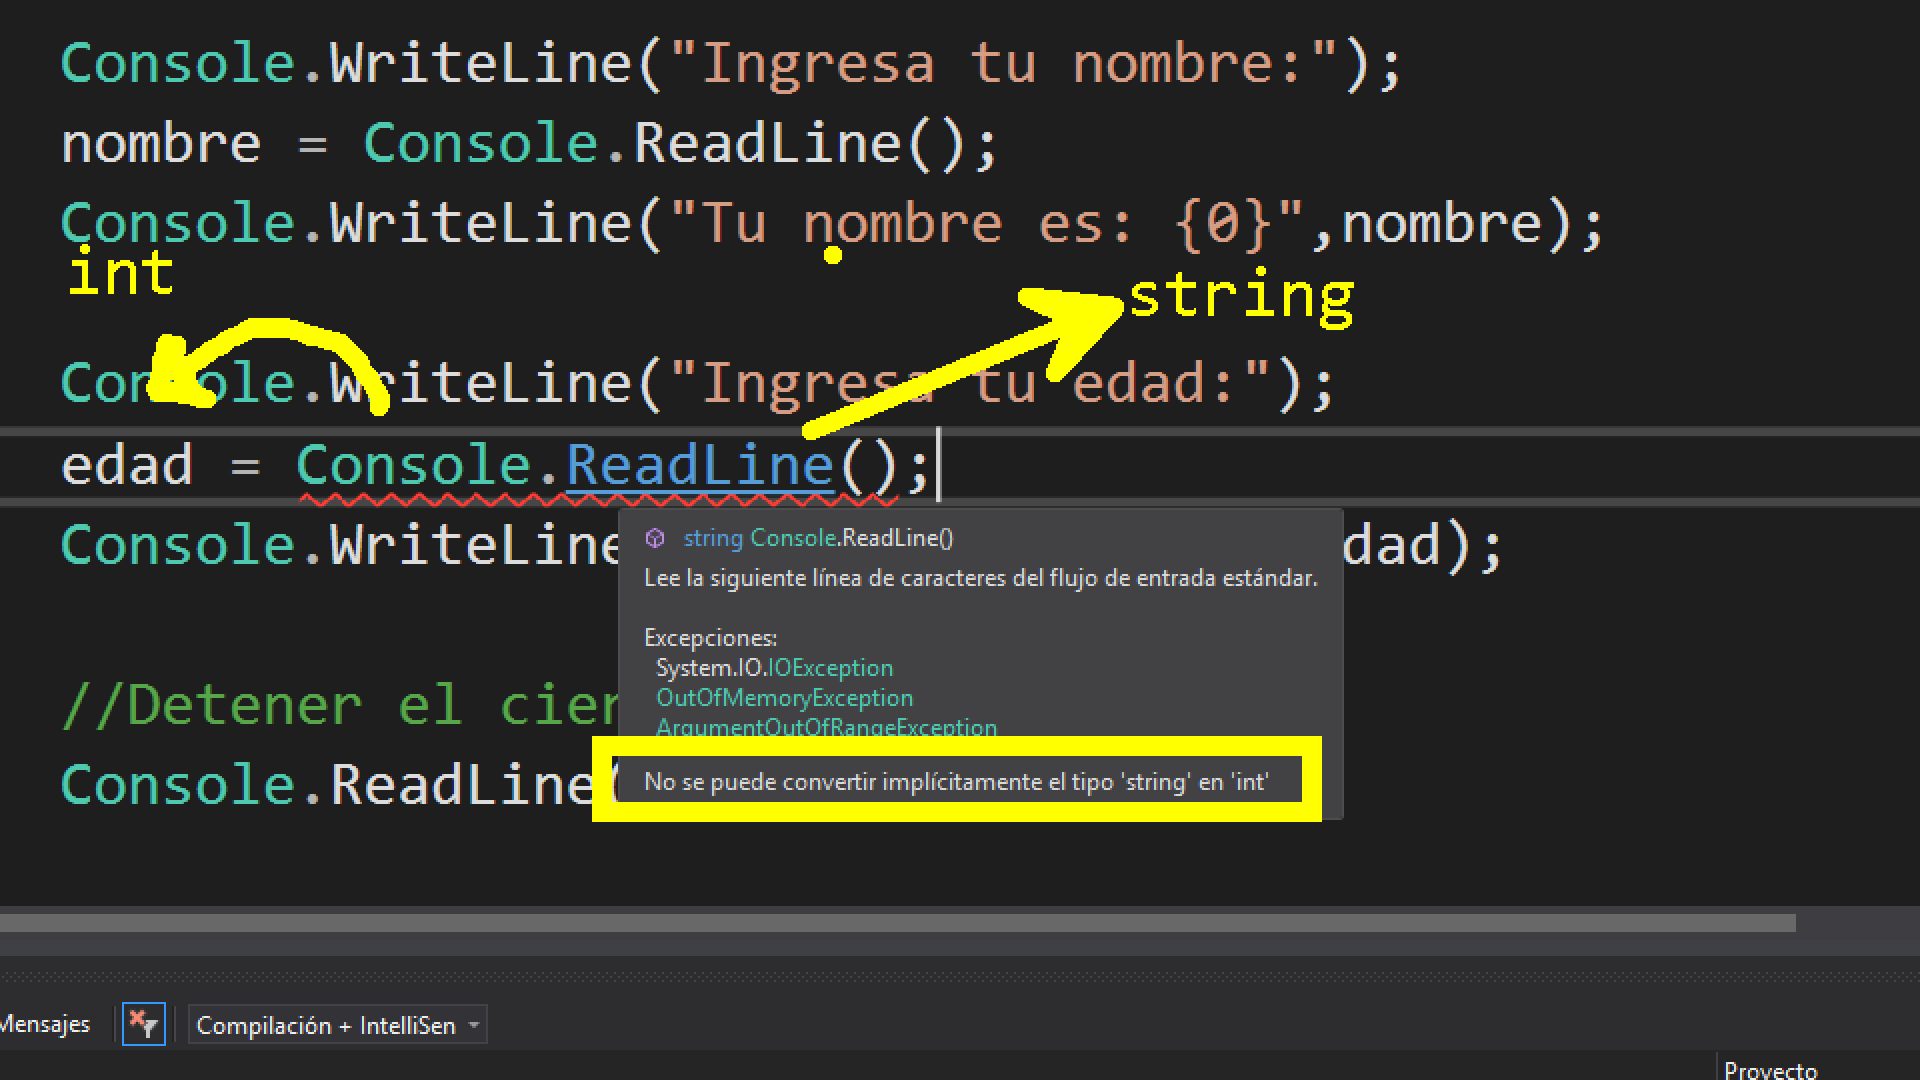 Console.WriteLine("Ingresa tu nombre:");
nombre = Console.ReadLine();
Console.WriteLine("Tu nombre es: {0}",nombre);
int
string
Console.WriteLine("Ingresa tu edad:");
edad = Console.ReadLine();
Console.WriteLine dad);
string Console.ReadLine()
Lee la siguiente línea de caracteres del flujo de entrada estándar.
Excepciones:
System.IO.IOException
OutOfMemoryException
ArgumentOutOfRangeException
No se puede convertir implícitamente el tipo 'string' en 'int'
//Detener el cier
Console.ReadLine(
Mensajes
Compilación + IntelliSen
Proyecto